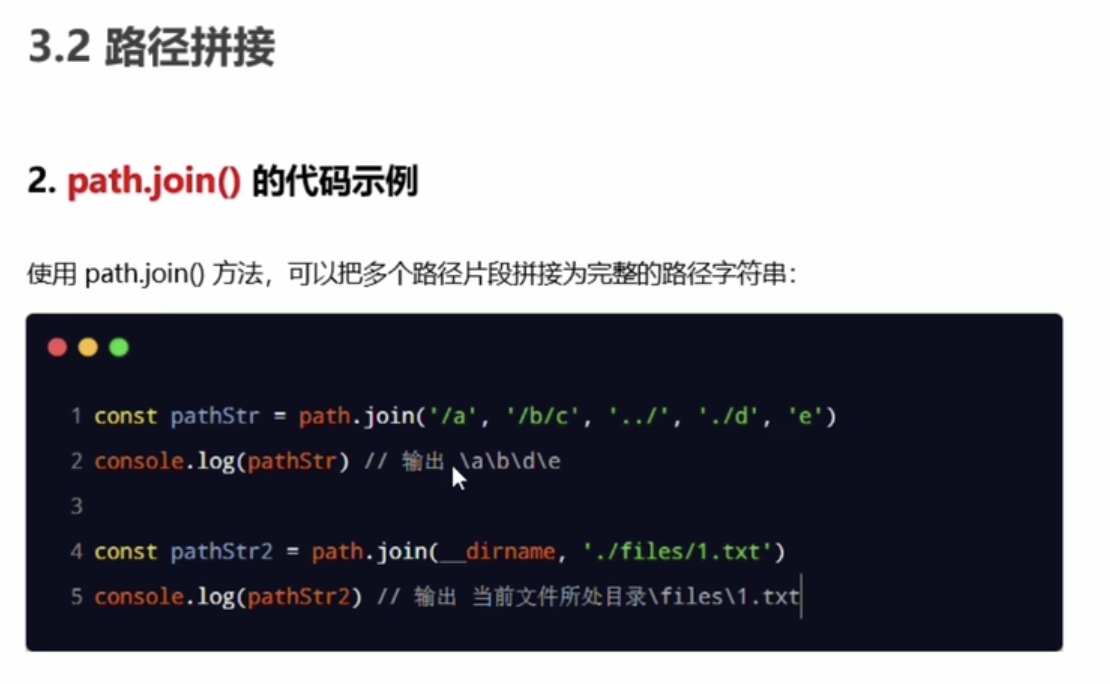 3.2 路径拼接
2. path.join() 的代码示例
使用 path.join() 方法，可以把多个路径片段拼接为完整的路径字符串：
1 const pathStr = path.join('/a', '/b/c', '../', './d', 'e')
2 console.log(pathStr) // 输出 \a\b\d\e
3
4 const pathStr2 = path.join(__dirname, './files/1.txt')
5 console.log(pathStr2) // 输出 当前文件所处目录\files\1.txt